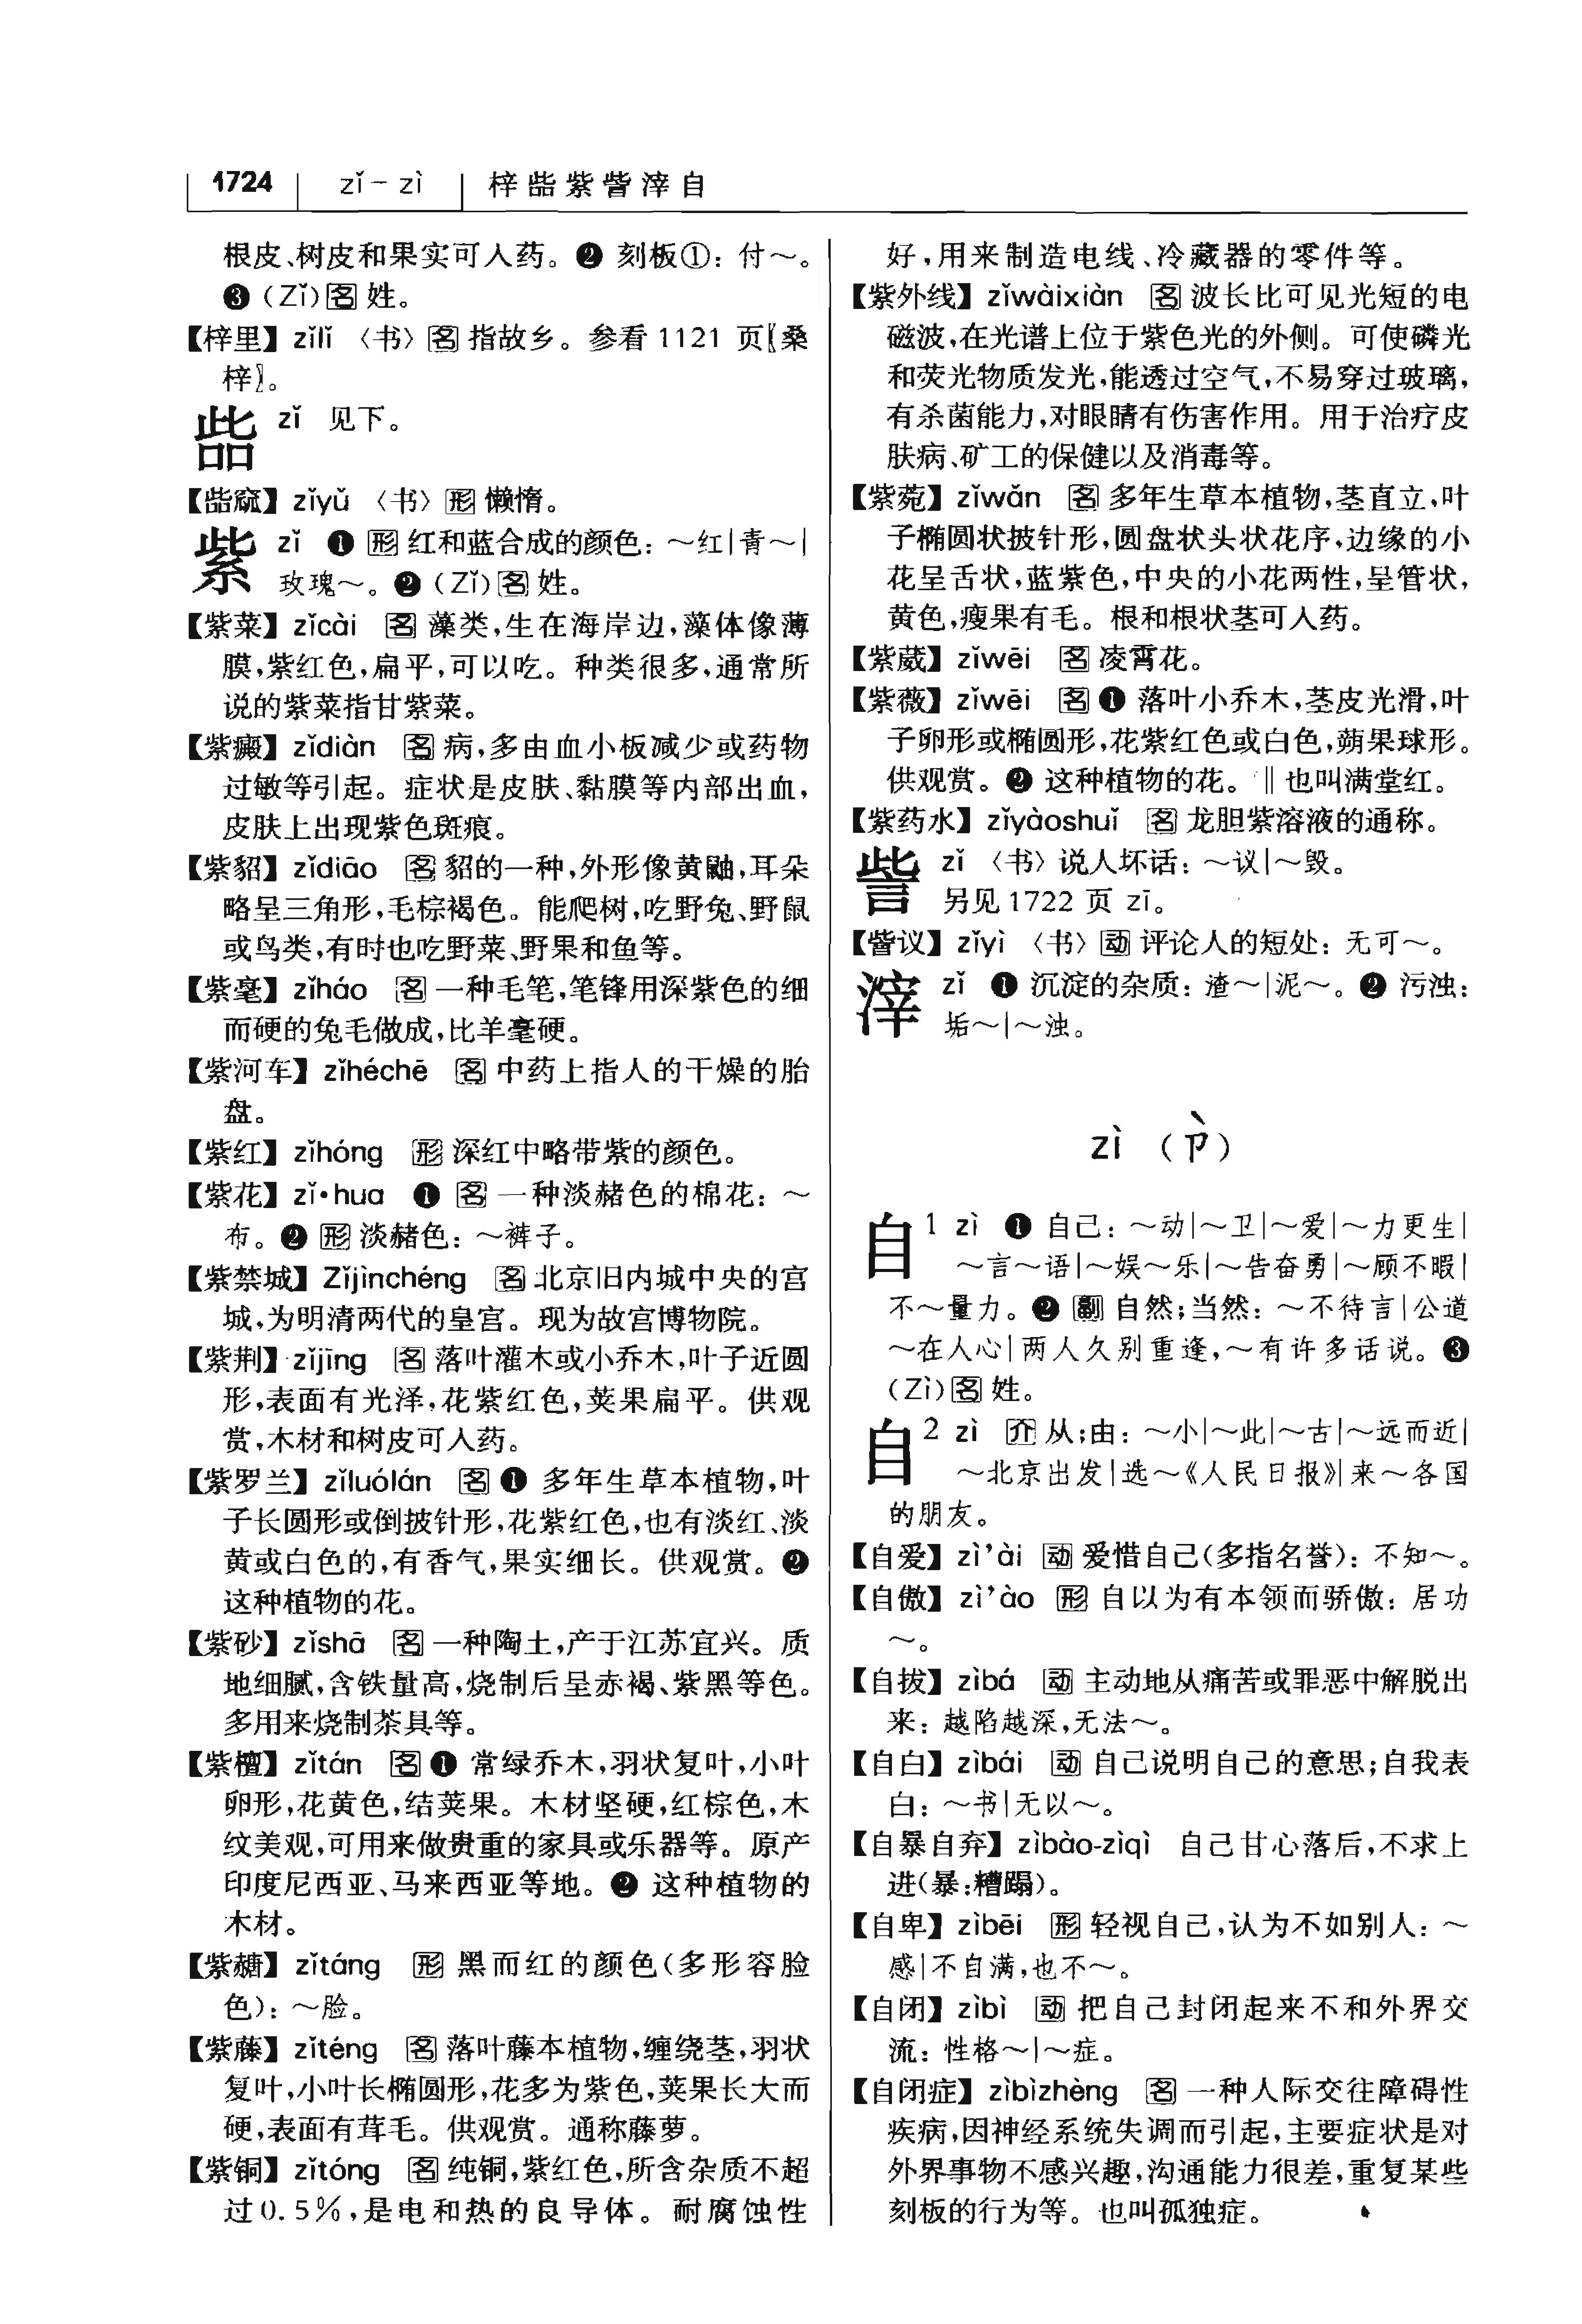 1724 zǐ－zì 梓啙紫訾滓自
根皮、树皮和果实可入药。❷ 刻板①：付～。
❸（Zǐ）名 姓。
【梓里】zǐlǐ 〈书〉名 指故乡。参看 1121 页〖桑
梓〗。
啙 zǐ 见下。
【啙窳】zǐyǔ 〈书〉形 懒惰。
紫 zǐ ❶ 形 红和蓝合成的颜色：～红|青～|
玫瑰～。❷（Zǐ）名 姓。
【紫菜】zǐcài 名 藻类，生在海岸边，藻体像薄
膜，紫红色，扁平，可以吃。种类很多，通常所
说的紫菜指甘紫菜。
【紫癜】zǐdiàn 名 病，多由血小板减少或药物
过敏等引起。症状是皮肤、黏膜等内部出血，
皮肤上出现紫色斑痕。
【紫貂】zǐdiāo 名 貂的一种，外形像黄鼬，耳朵
略呈三角形，毛棕褐色。能爬树，吃野兔、野鼠
或鸟类，有时也吃野菜、野果和鱼等。
【紫毫】zǐháo 名 一种毛笔，笔锋用深紫色的细
而硬的兔毛做成，比羊毫硬。
【紫河车】zǐhéchē 名 中药上指人的干燥的胎
盘。
【紫红】zǐhóng 形 深红中略带紫的颜色。
【紫花】zǐ·hua ❶ 名 一种淡赭色的棉花：～
布。❷ 形 淡赭色：～裤子。
【紫禁城】Zǐjìnchéng 名 北京旧内城中央的宫
城，为明清两代的皇宫。现为故宫博物院。
【紫荆】zǐjīng 名 落叶灌木或小乔木，叶子近圆
形，表面有光泽，花紫红色，荚果扁平。供观
赏，木材和树皮可入药。
【紫罗兰】zǐluólán 名 ❶ 多年生草本植物，叶
子长圆形或倒披针形，花紫红色，也有淡红、淡
黄或白色的，有香气，果实细长。供观赏。❷
这种植物的花。
【紫砂】zǐshā 名 一种陶土，产于江苏宜兴。质
地细腻，含铁量高，烧制后呈赤褐、紫黑等色。
多用来烧制茶具等。
【紫檀】zǐtán 名 ❶ 常绿乔木，羽状复叶，小叶
卵形，花黄色，结荚果。木材坚硬，红棕色，木
纹美观，可用来做贵重的家具或乐器等。原产
印度尼西亚、马来西亚等地。❷ 这种植物的
木材。
【紫赯】zǐtáng 形 黑而红的颜色（多形容脸
色）：～脸。
【紫藤】zǐténg 名 落叶藤本植物，缠绕茎，羽状
复叶，小叶长椭圆形，花多为紫色，荚果长大而
硬，表面有茸毛。供观赏。通称藤萝。
【紫铜】zǐtóng 名 纯铜，紫红色，所含杂质不超
过 0.5%，是电和热的良导体。耐腐蚀性
好，用来制造电线、冷藏器的零件等。
【紫外线】zǐwàixiàn 名 波长比可见光短的电
磁波，在光谱上位于紫色光的外侧。可使磷光
和荧光物质发光，能透过空气，不易穿过玻璃，
有杀菌能力，对眼睛有伤害作用。用于治疗皮
肤病、矿工的保健以及消毒等。
【紫菀】zǐwǎn 名 多年生草本植物，茎直立，叶
子椭圆状披针形，圆盘状头状花序，边缘的小
花呈舌状，蓝紫色，中央的小花两性，呈管状，
黄色，瘦果有毛。根和根状茎可入药。
【紫葳】zǐwēi 名 凌霄花。
【紫薇】zǐwēi 名 ❶ 落叶小乔木，茎皮光滑，叶
子卵形或椭圆形，花紫红色或白色，蒴果球形。
供观赏。❷ 这种植物的花。‖ 也叫满堂红。
【紫药水】zǐyàoshuǐ 名 龙胆紫溶液的通称。
訾 zǐ 〈书〉说人坏话：～议|～毁。
另见 1722 页 zī。
【訾议】zǐyì 〈书〉动 评论人的短处：无可～。
滓 zǐ ❶ 沉淀的杂质：渣～|泥～。❷ 污浊：
垢～|～浊。
zì （ㄗˋ）
自1 zì ❶ 自己：～动|～卫|～爱|～力更生|
～言～语|～娱～乐|～告奋勇|～顾不暇|
不～量力。❷ 副 自然；当然：～不待言|公道
～在人心|两人久别重逢，～有许多话说。❸
（Zì）名 姓。
自2 zì 介 从；由：～小|～此|～古|～远而近|
～北京出发|选～《人民日报》|来～各国
的朋友。
【自爱】zì’ài 动 爱惜自己（多指名誉）：不知～。
【自傲】zì’ào 形 自以为有本领而骄傲：居功
～。
【自拔】zìbá 动 主动地从痛苦或罪恶中解脱出
来：越陷越深，无法～。
【自白】zìbái 动 自己说明自己的意思；自我表
白：～书|无以～。
【自暴自弃】zìbào-zìqì 自己甘心落后，不求上
进（暴：糟蹋）。
【自卑】zìbēi 形 轻视自己，认为不如别人：～
感|不自满，也不～。
【自闭】zìbì 动 把自己封闭起来不和外界交
流：性格～|～症。
【自闭症】zìbìzhèng 名 一种人际交往障碍性
疾病，因神经系统失调而引起，主要症状是对
外界事物不感兴趣，沟通能力很差，重复某些
刻板的行为等。也叫孤独症。